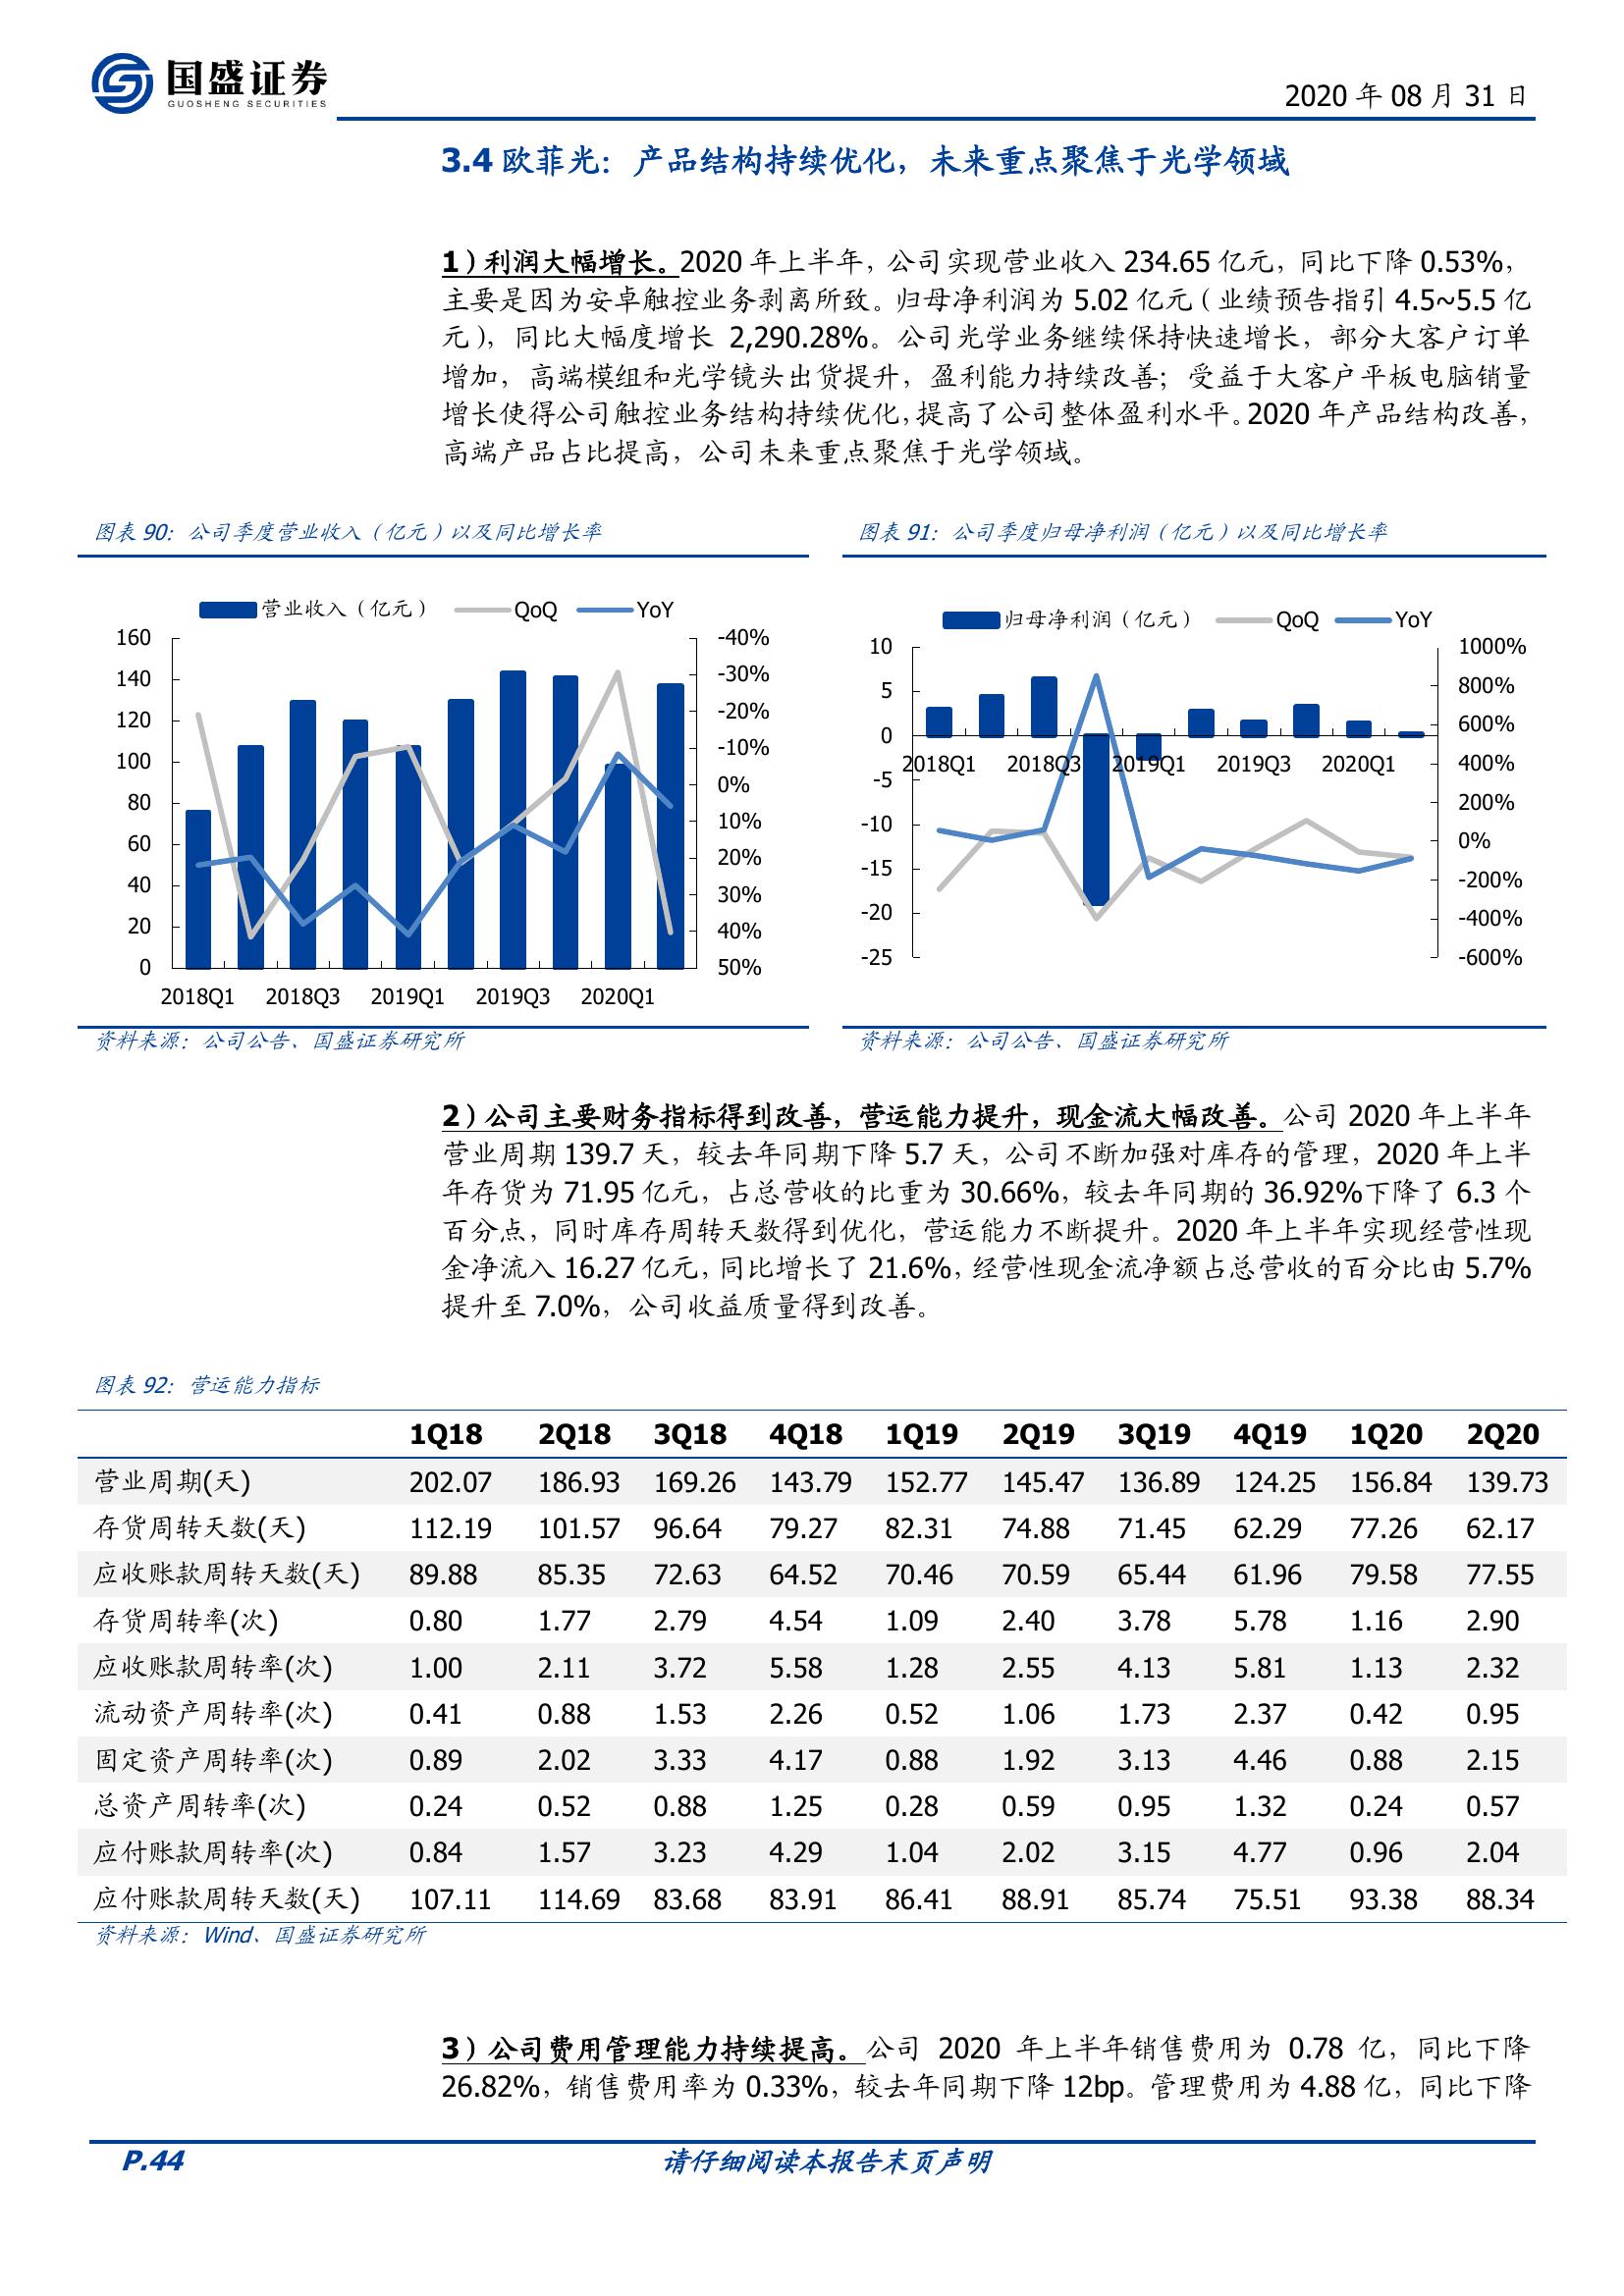 国盛证券
GUOSHENG SECURITIES
2020 年 08 月 31 日
3.4 欧菲光：产品结构持续优化，未来重点聚焦于光学领域
1）利润大幅增长。2020 年上半年，公司实现营业收入 234.65 亿元，同比下降 0.53%，
主要是因为安卓触控业务剥离所致。归母净利润为 5.02 亿元（业绩预告指引 4.5~5.5 亿
元），同比大幅度增长 2,290.28%。公司光学业务继续保持快速增长，部分大客户订单
增加，高端模组和光学镜头出货提升，盈利能力持续改善；受益于大客户平板电脑销量
增长使得公司触控业务结构持续优化，提高了公司整体盈利水平。2020 年产品结构改善，
高端产品占比提高，公司未来重点聚焦于光学领域。
图表 90：公司季度营业收入（亿元）以及同比增长率
营业收入（亿元） QoQ YoY
160
140
120
100
80
60
40
20
0
-40%
-30%
-20%
-10%
0%
10%
20%
30%
40%
50%
2018Q1 2018Q3 2019Q1 2019Q3 2020Q1
资料来源：公司公告、国盛证券研究所
图表 91：公司季度归母净利润（亿元）以及同比增长率
归母净利润（亿元） QoQ YoY
10
5
0
-5
-10
-15
-20
-25
1000%
800%
600%
400%
200%
0%
-200%
-400%
-600%
2018Q1 2018Q3 2019Q1 2019Q3 2020Q1
资料来源：公司公告、国盛证券研究所
2）公司主要财务指标得到改善，营运能力提升，现金流大幅改善。公司 2020 年上半年
营业周期 139.7 天，较去年同期下降 5.7 天，公司不断加强对库存的管理，2020 年上半
年存货为 71.95 亿元，占总营收的比重为 30.66%，较去年同期的 36.92%下降了 6.3 个
百分点，同时库存周转天数得到优化，营运能力不断提升。2020 年上半年实现经营性现
金净流入 16.27 亿元，同比增长了 21.6%，经营性现金流净额占总营收的百分比由 5.7%
提升至 7.0%，公司收益质量得到改善。
图表 92：营运能力指标
1Q18 2Q18 3Q18 4Q18 1Q19 2Q19 3Q19 4Q19 1Q20 2Q20
营业周期(天) 202.07 186.93 169.26 143.79 152.77 145.47 136.89 124.25 156.84 139.73
存货周转天数(天) 112.19 101.57 96.64 79.27 82.31 74.88 71.45 62.29 77.26 62.17
应收账款周转天数(天) 89.88 85.35 72.63 64.52 70.46 70.59 65.44 61.96 79.58 77.55
存货周转率(次) 0.80 1.77 2.79 4.54 1.09 2.40 3.78 5.78 1.16 2.90
应收账款周转率(次) 1.00 2.11 3.72 5.58 1.28 2.55 4.13 5.81 1.13 2.32
流动资产周转率(次) 0.41 0.88 1.53 2.26 0.52 1.06 1.73 2.37 0.42 0.95
固定资产周转率(次) 0.89 2.02 3.33 4.17 0.88 1.92 3.13 4.46 0.88 2.15
总资产周转率(次) 0.24 0.52 0.88 1.25 0.28 0.59 0.95 1.32 0.24 0.57
应付账款周转率(次) 0.84 1.57 3.23 4.29 1.04 2.02 3.15 4.77 0.96 2.04
应付账款周转天数(天) 107.11 114.69 83.68 83.91 86.41 88.91 85.74 75.51 93.38 88.34
资料来源：Wind、国盛证券研究所
3）公司费用管理能力持续提高。公司 2020 年上半年销售费用为 0.78 亿，同比下降
26.82%，销售费用率为 0.33%，较去年同期下降 12bp。管理费用为 4.88 亿，同比下降
P.44
请仔细阅读本报告末页声明